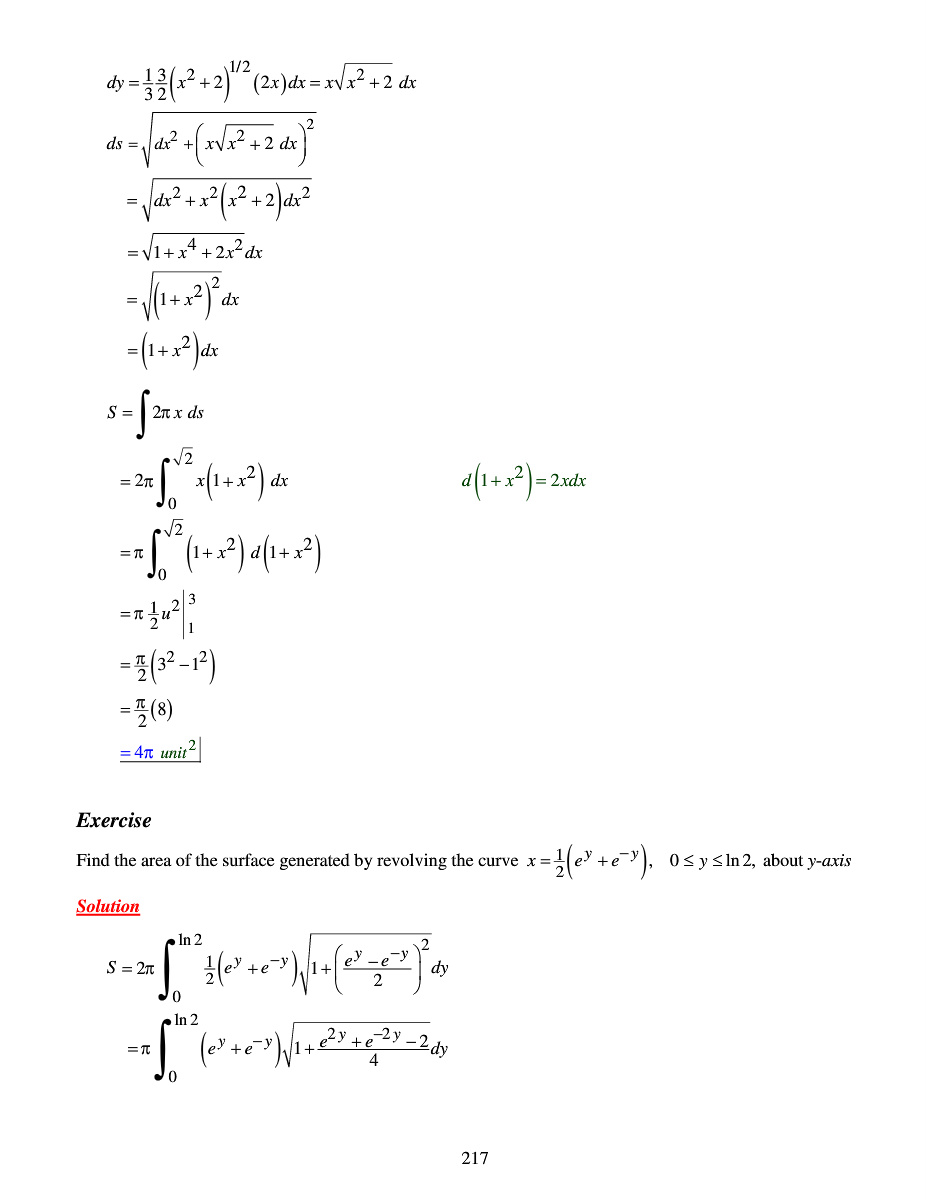 dy = \frac{1}{3}\frac{3}{2}\left(x^2+2\right)^{1/2}(2x)dx = x\sqrt{x^2+2}\ dx
ds = \sqrt{dx^2+\left(x\sqrt{x^2+2}\ dx\right)^2}
= \sqrt{dx^2+x^2\left(x^2+2\right)dx^2}
= \sqrt{1+x^4+2x^2}dx
= \sqrt{\left(1+x^2\right)^2}dx
= \left(1+x^2\right)dx
S = \int 2\pi x\ ds
= 2\pi\int_0^{\sqrt{2}} x\left(1+x^2\right)\ dx d\left(1+x^2\right) = 2xdx
= \pi\int_0^{\sqrt{2}}\left(1+x^2\right)\ d\left(1+x^2\right)
= \pi\frac{1}{2}u^2\Big|_1^3
= \frac{\pi}{2}\left(3^2-1^2\right)
= \frac{\pi}{2}(8)
= 4\pi\ unit^2
Exercise
Find the area of the surface generated by revolving the curve x = \frac{1}{2}\left(e^y+e^{-y}\right), 0 ≤ y ≤ ln 2, about y-axis
Solution
S = 2\pi\int_0^{\ln 2}\frac{1}{2}\left(e^y+e^{-y}\right)\sqrt{1+\left(\frac{e^y-e^{-y}}{2}\right)^2}dy
= \pi\int_0^{\ln 2}\left(e^y+e^{-y}\right)\sqrt{1+\frac{e^{2y}+e^{-2y}-2}{4}}dy
217